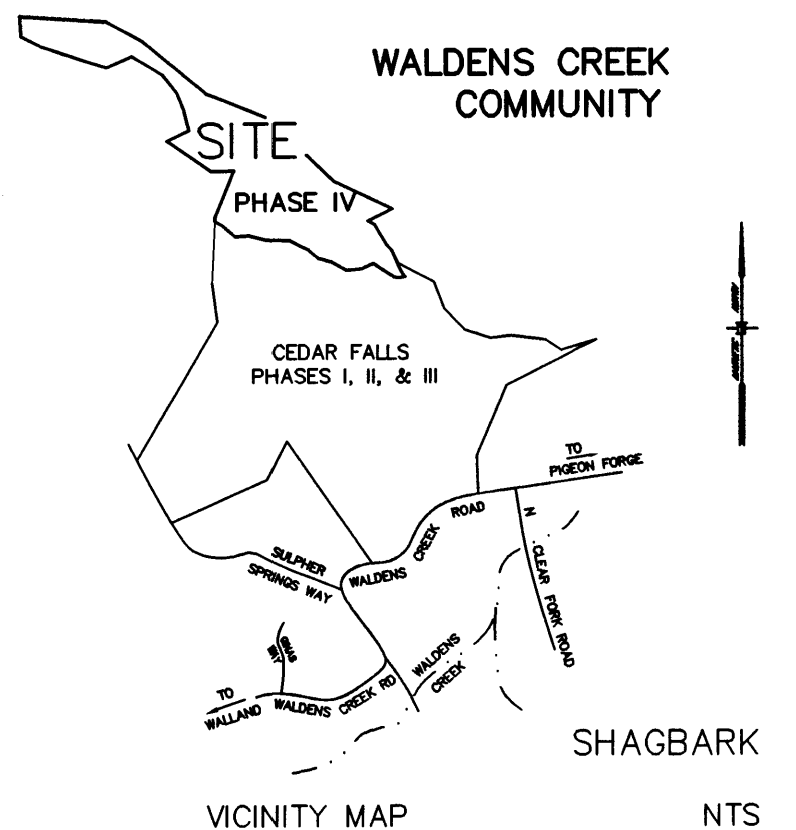 WALDENS CREEK
COMMUNITY
SITE
PHASE IV
CEDAR FALLS
PHASES I, II, & III
TO
PIGEON FORGE
WALDENS CREEK ROAD
N CLEAR FORK ROAD
SULPHER
SPRINGS WAY
WALDENS
CREEK
WAY
TO
WALLAND
WALDENS CREEK RD
SHAGBARK
VICINITY MAP
NTS